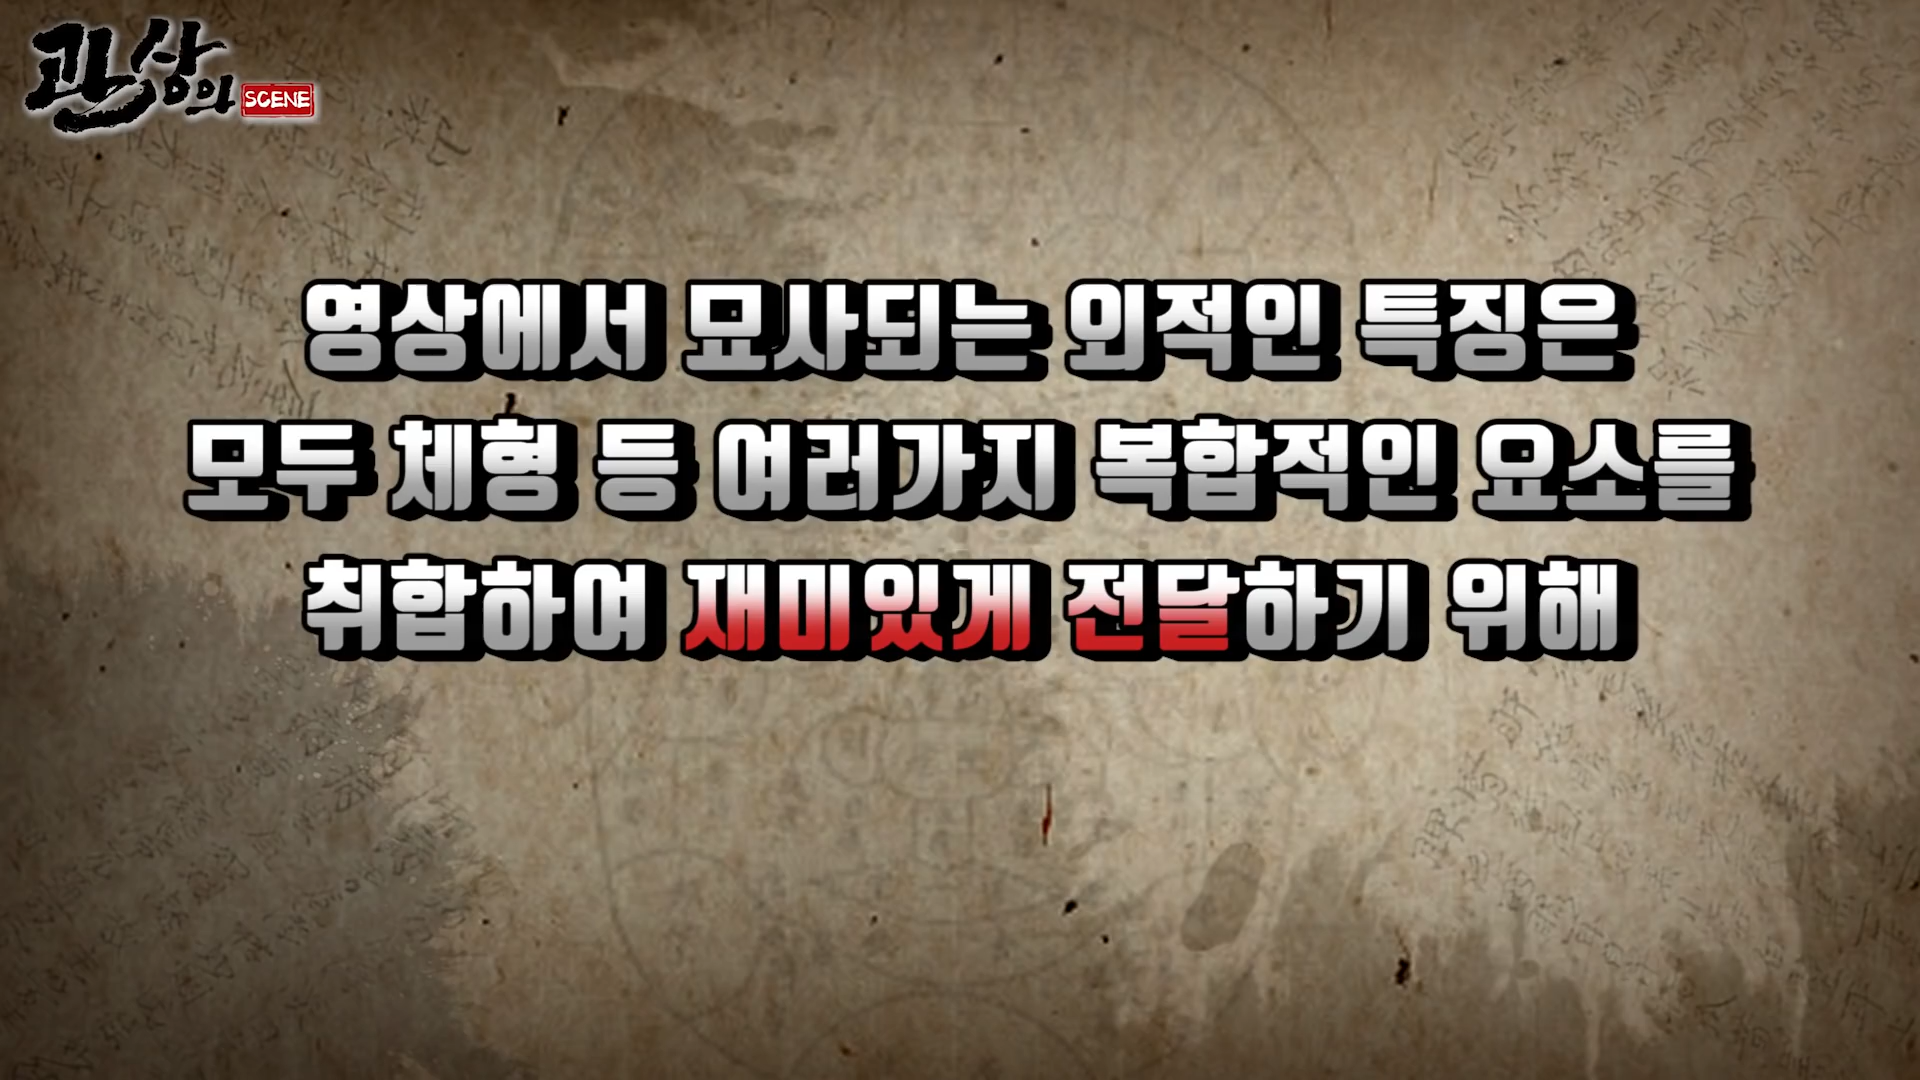 관상의 SCENE
영상에서 묘사되는 외적인 특징은
모두 체형 등 여러가지 복합적인 요소를
취합하여 재미있게 전달하기 위해